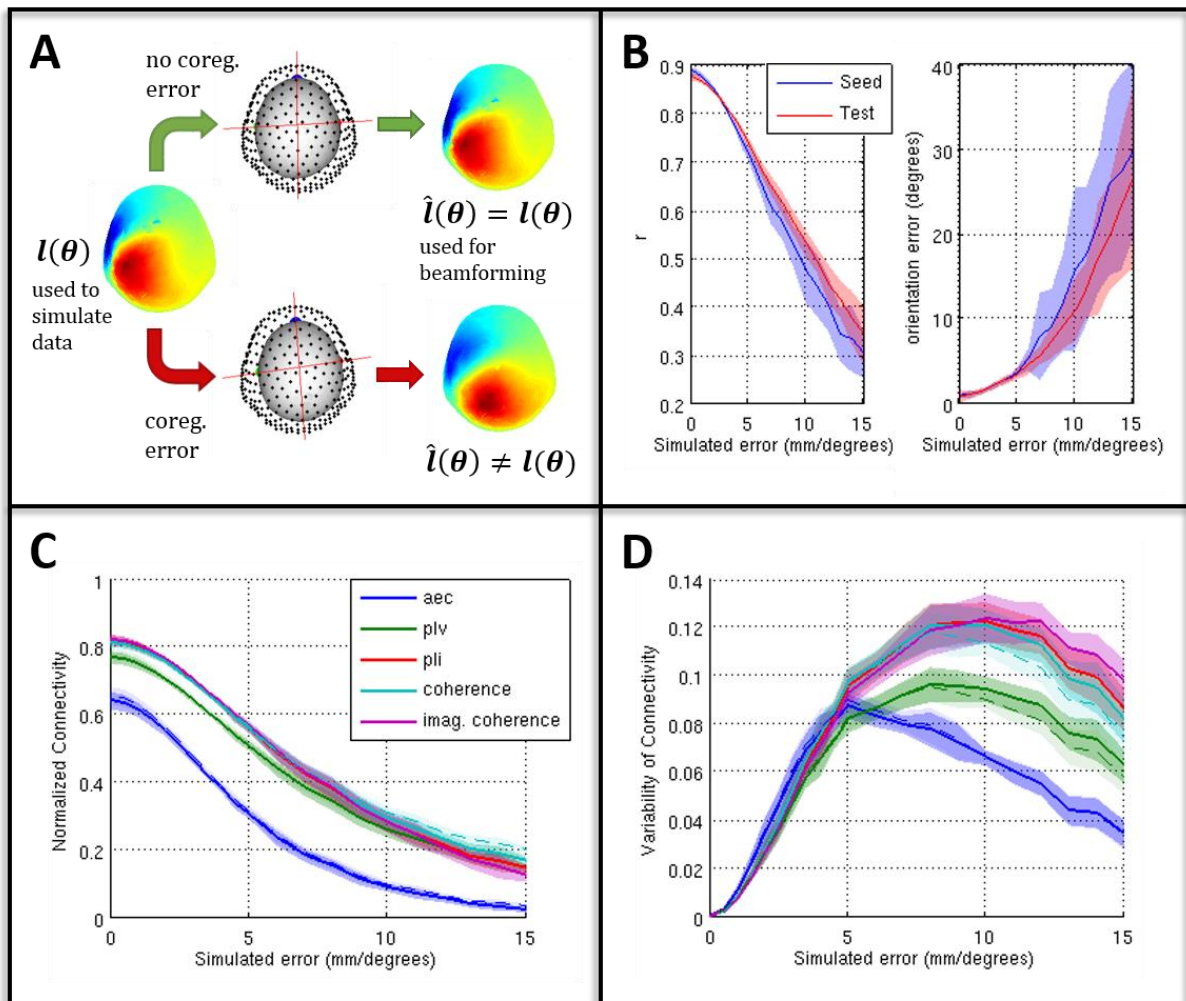 A
no coreg.
error
l(θ)
used to
simulate
data
l̂(θ) = l(θ)
used for
beamforming
coreg.
error
l̂(θ) ≠ l(θ)
B
Seed
Test
0.9
0.8
0.7
0.6
0.5
0.4
0.3
0.2
r
0 5 10 15
Simulated error (mm/degrees)
40
30
20
10
0
orientation error (degrees)
0 5 10 15
Simulated error (mm/degrees)
C
aec
plv
pli
coherence
imag. coherence
1
0.8
0.6
0.4
0.2
0
Normalized Connectivity
0 5 10 15
Simulated error (mm/degrees)
D
0.14
0.12
0.1
0.08
0.06
0.04
0.02
0
Variability of Connectivity
0 5 10 15
Simulated error (mm/degrees)